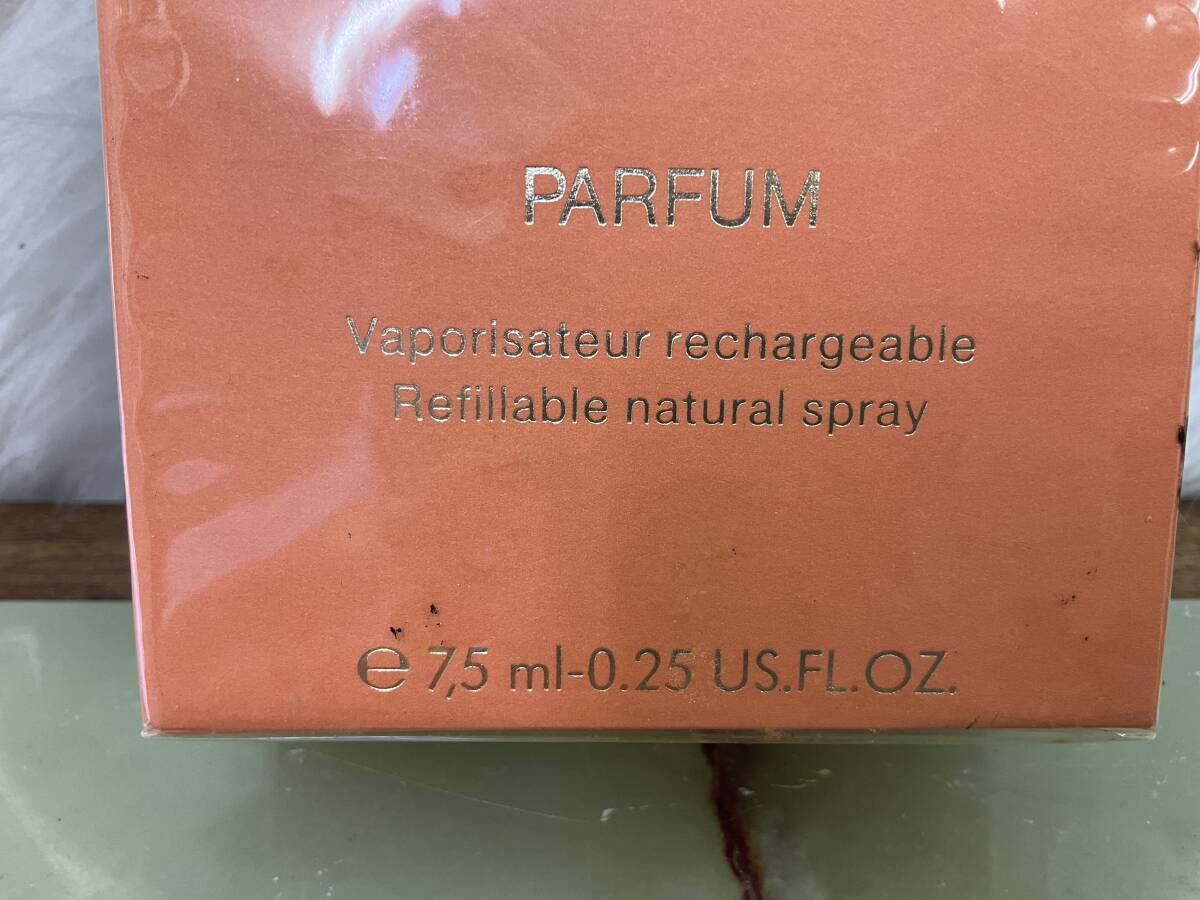 PARFUM
Vaporisateur rechargeable
Refillable natural spray
℮ 7,5 ml-0.25 US.FL.OZ.